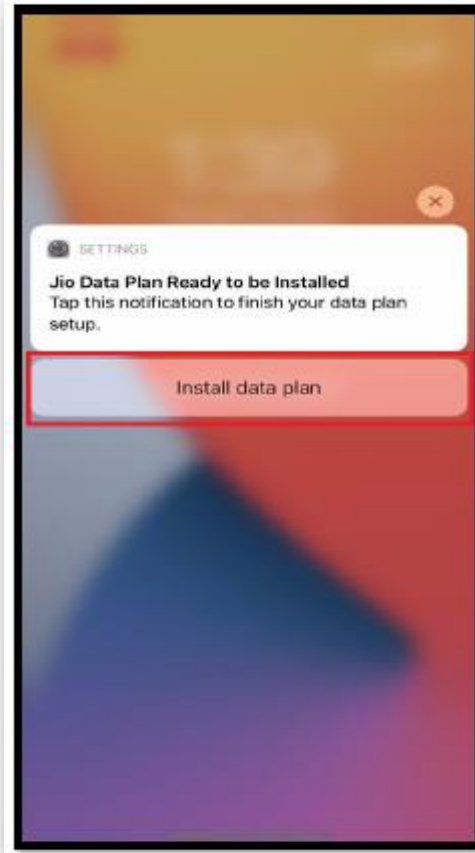 SETTINGS
Jio Data Plan Ready to be Installed
Tap this notification to finish your data plan
setup.
Install data plan